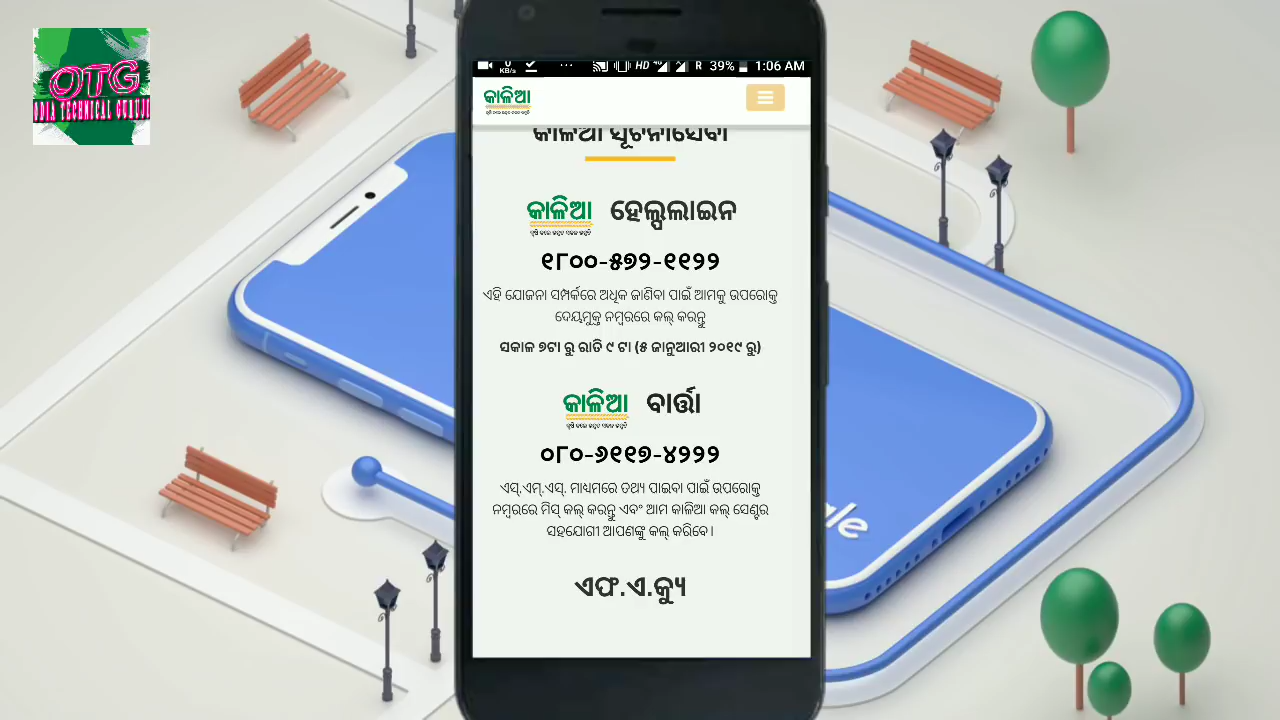 OTG
ODIA TECHNICAL GURUJI
0
KB/s
... HD R 39% 1:06 AM
କାଳିଆ
କାଳିଆ ସୂଚନାସେବା
କାଳିଆ ହେଲ୍ପଲାଇନ
୧୮୦୦-୫୭୨-୧୧୨୨
ଏହି ଯୋଜନା ସମ୍ପର୍କରେ ଅଧିକ ଜାଣିବା ପାଇଁ ଆମକୁ ଉପରୋକ୍ତ
ଦେୟମୁକ୍ତ ନମ୍ବରରେ କଲ୍ କରନ୍ତୁ
ସକାଳ ୭ଟା ରୁ ରାତି ୯ ଟା (୫ ଜାନୁଆରୀ ୨୦୧୯ ରୁ)
କାଳିଆ ବାର୍ତ୍ତା
୦୮୦-୬୧୧୭-୪୨୨୨
ଏସ୍.ଏମ୍.ଏସ୍. ମାଧ୍ୟମରେ ତଥ୍ୟ ପାଇବା ପାଇଁ ଉପରୋକ୍ତ
ନମ୍ବରରେ ମିସ୍ କଲ୍ କରନ୍ତୁ ଏବଂ ଆମ କାଳିଆ କଲ୍ ସେଣ୍ଟର
ସହଯୋଗୀ ଆପଣଙ୍କୁ କଲ୍ କରିବେ।
ଏଫ.ଏ.କ୍ୟୁ
gle